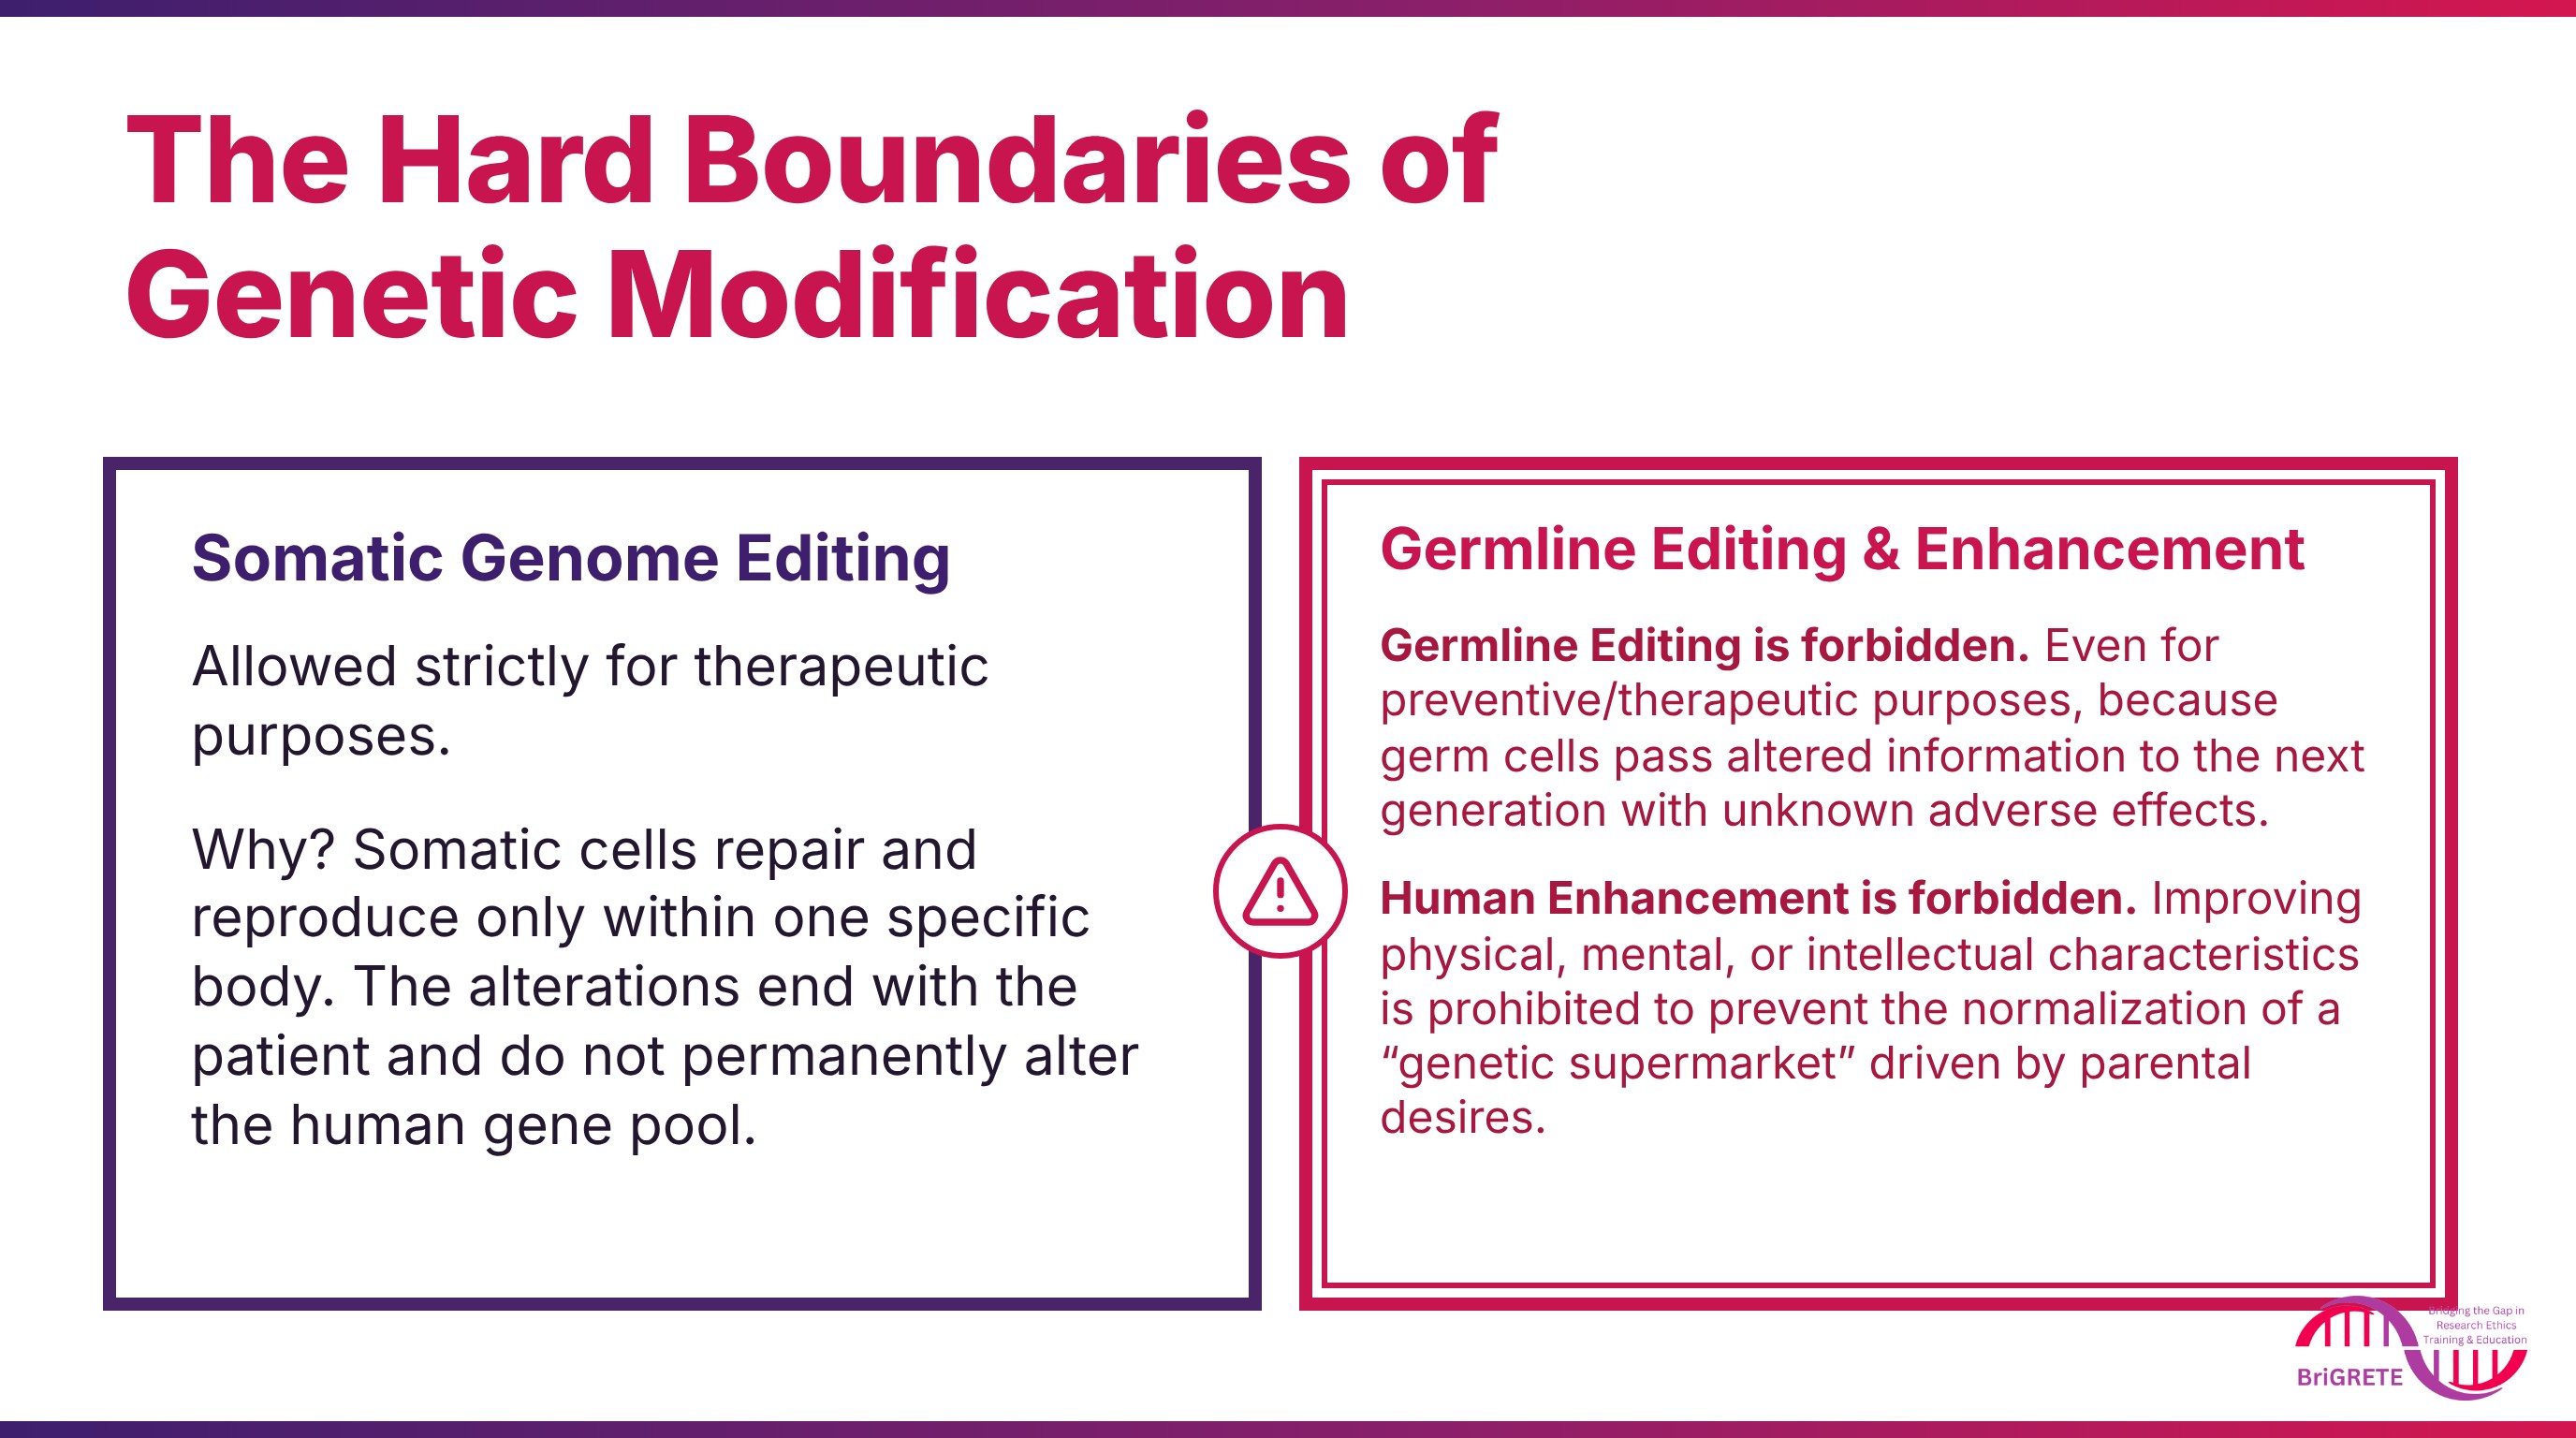 The Hard Boundaries of
Genetic Modification
Somatic Genome Editing
Allowed strictly for therapeutic
purposes.
Why? Somatic cells repair and
reproduce only within one specific
body. The alterations end with the
patient and do not permanently alter
the human gene pool.
Germline Editing & Enhancement
Germline Editing is forbidden. Even for
preventive/therapeutic purposes, because
germ cells pass altered information to the next
generation with unknown adverse effects.
Human Enhancement is forbidden. Improving
physical, mental, or intellectual characteristics
is prohibited to prevent the normalization of a
“genetic supermarket” driven by parental
desires.
Bridging the Gap in
Research Ethics
Training & Education
BriGRETE